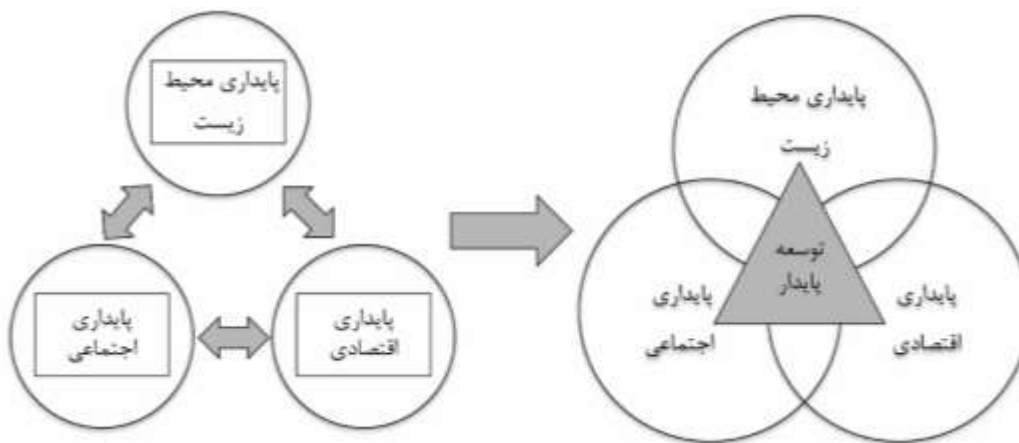 پایداری محیط
زیست
پایداری
اجتماعی
پایداری
اقتصادی
پایداری محیط
زیست
توسعه
پایدار
پایداری
اجتماعی
پایداری
اقتصادی